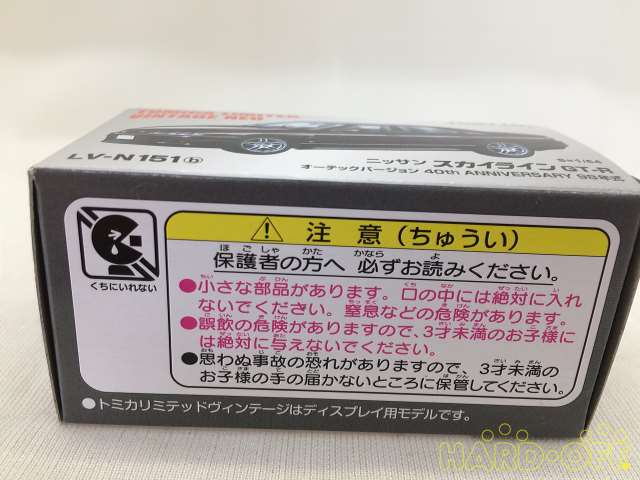 TOMICA LIMITED
VINTAGE NEO
S=1/64
LV-N151b
ニッサン スカイライン GT-R
オーテックバージョン 40th ANNIVERSARY 98年式
くちにいれない
注意(ちゅうい)
保護者の方へ 必ずお読みください。
●小さな部品があります。口の中には絶対に入れ
ないでください。窒息などの危険があります。
●誤飲の危険がありますので、3才未満のお子様に
は絶対に与えないでください。
●思わぬ事故の恐れがありますので、3才未満の
お子様の手の届かないところに保管してください。
●トミカリミテッドヴィンテージはディスプレイ用モデルです。
HARD-OFF